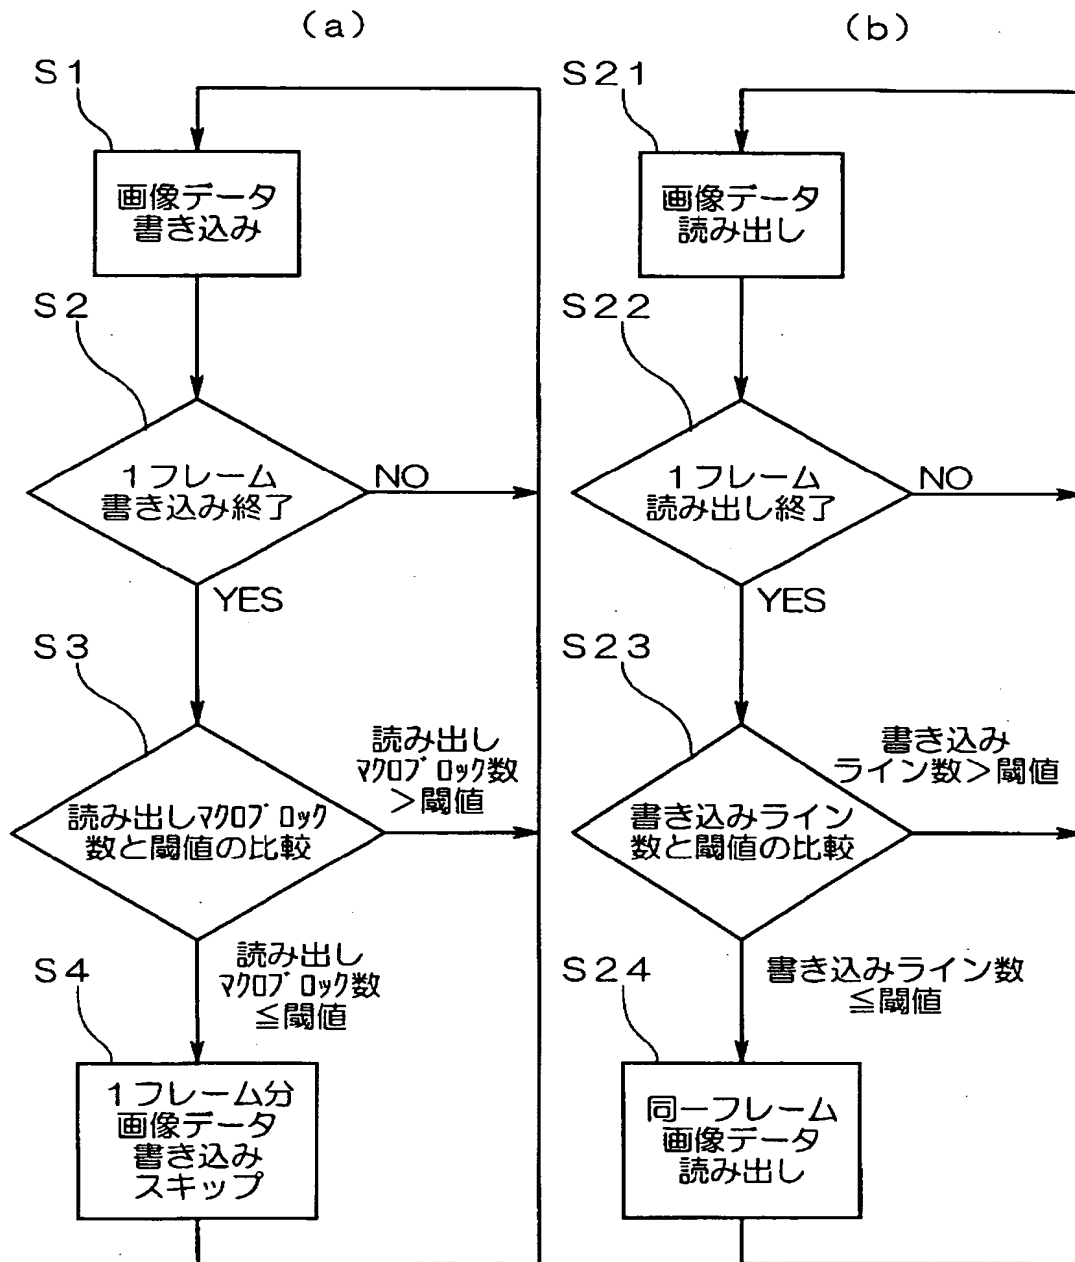 (a)
S1
画像データ
書き込み
S2
1フレーム
書き込み終了
NO
YES
S3
読み出し
マクロブロック数
>閾値
読み出しマクロブロック
数と閾値の比較
S4
読み出し
マクロブロック数
≦閾値
1フレーム分
画像データ
書き込み
スキップ
(b)
S21
画像データ
読み出し
S22
1フレーム
読み出し終了
NO
YES
S23
書き込み
ライン数>閾値
書き込みライン
数と閾値の比較
S24
書き込みライン数
≦閾値
同一フレーム
画像データ
読み出し